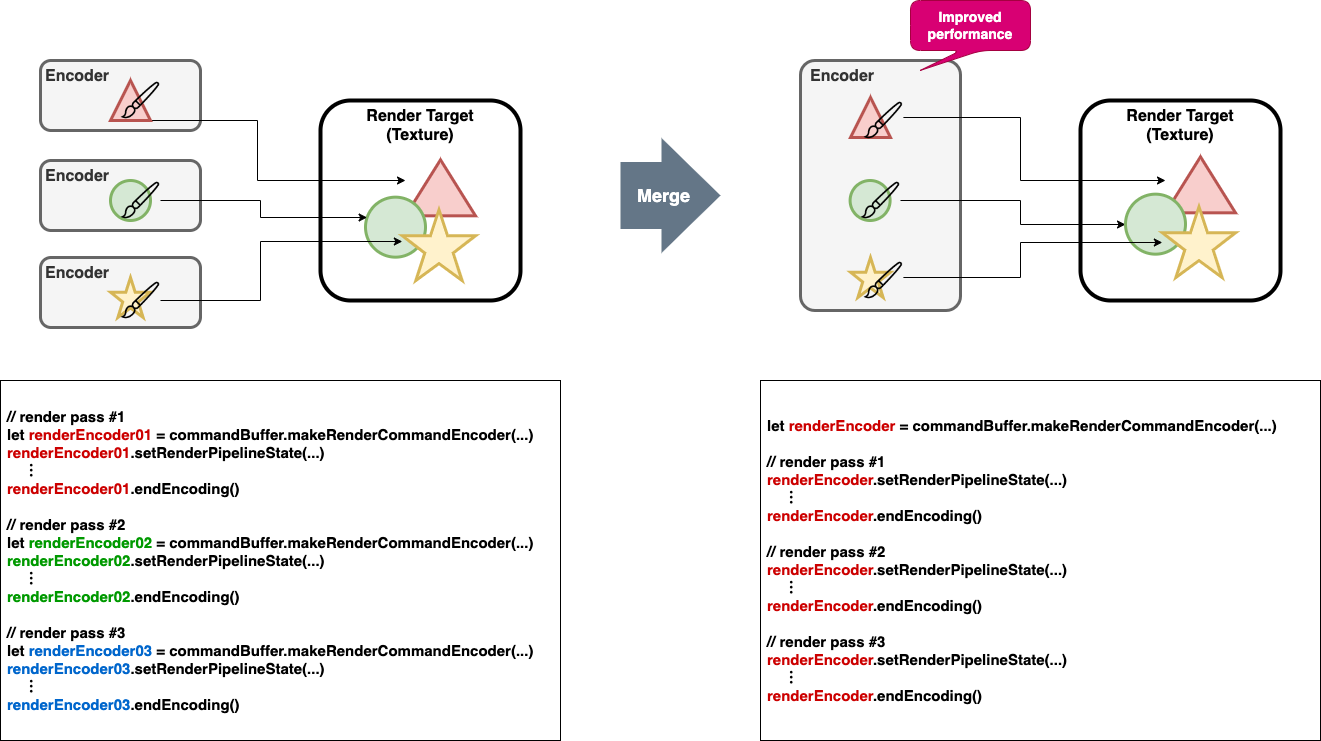 Encoder
Encoder
Encoder
Render Target
(Texture)
Merge
Improved
performance
Encoder
Render Target
(Texture)
// render pass #1
let renderEncoder01 = commandBuffer.makeRenderCommandEncoder(...)
renderEncoder01.setRenderPipelineState(...)
⋮
renderEncoder01.endEncoding()
// render pass #2
let renderEncoder02 = commandBuffer.makeRenderCommandEncoder(...)
renderEncoder02.setRenderPipelineState(...)
⋮
renderEncoder02.endEncoding()
// render pass #3
let renderEncoder03 = commandBuffer.makeRenderCommandEncoder(...)
renderEncoder03.setRenderPipelineState(...)
⋮
renderEncoder03.endEncoding()
let renderEncoder = commandBuffer.makeRenderCommandEncoder(...)
// render pass #1
renderEncoder.setRenderPipelineState(...)
⋮
renderEncoder.endEncoding()
// render pass #2
renderEncoder.setRenderPipelineState(...)
⋮
renderEncoder.endEncoding()
// render pass #3
renderEncoder.setRenderPipelineState(...)
⋮
renderEncoder.endEncoding()